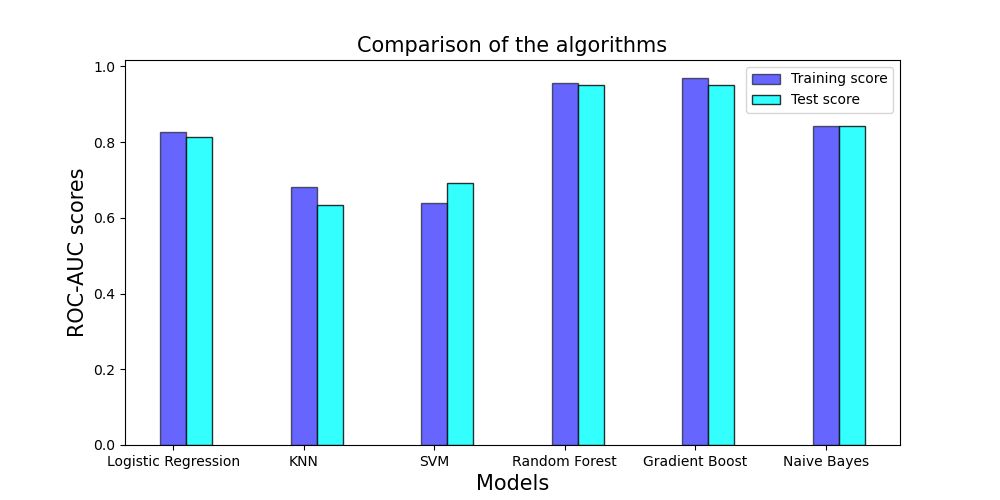 Comparison of the algorithms
Training score
Test score
ROC-AUC scores
1.0
0.8
0.6
0.4
0.2
0.0
Logistic Regression
KNN
SVM
Random Forest
Gradient Boost
Naive Bayes
Models